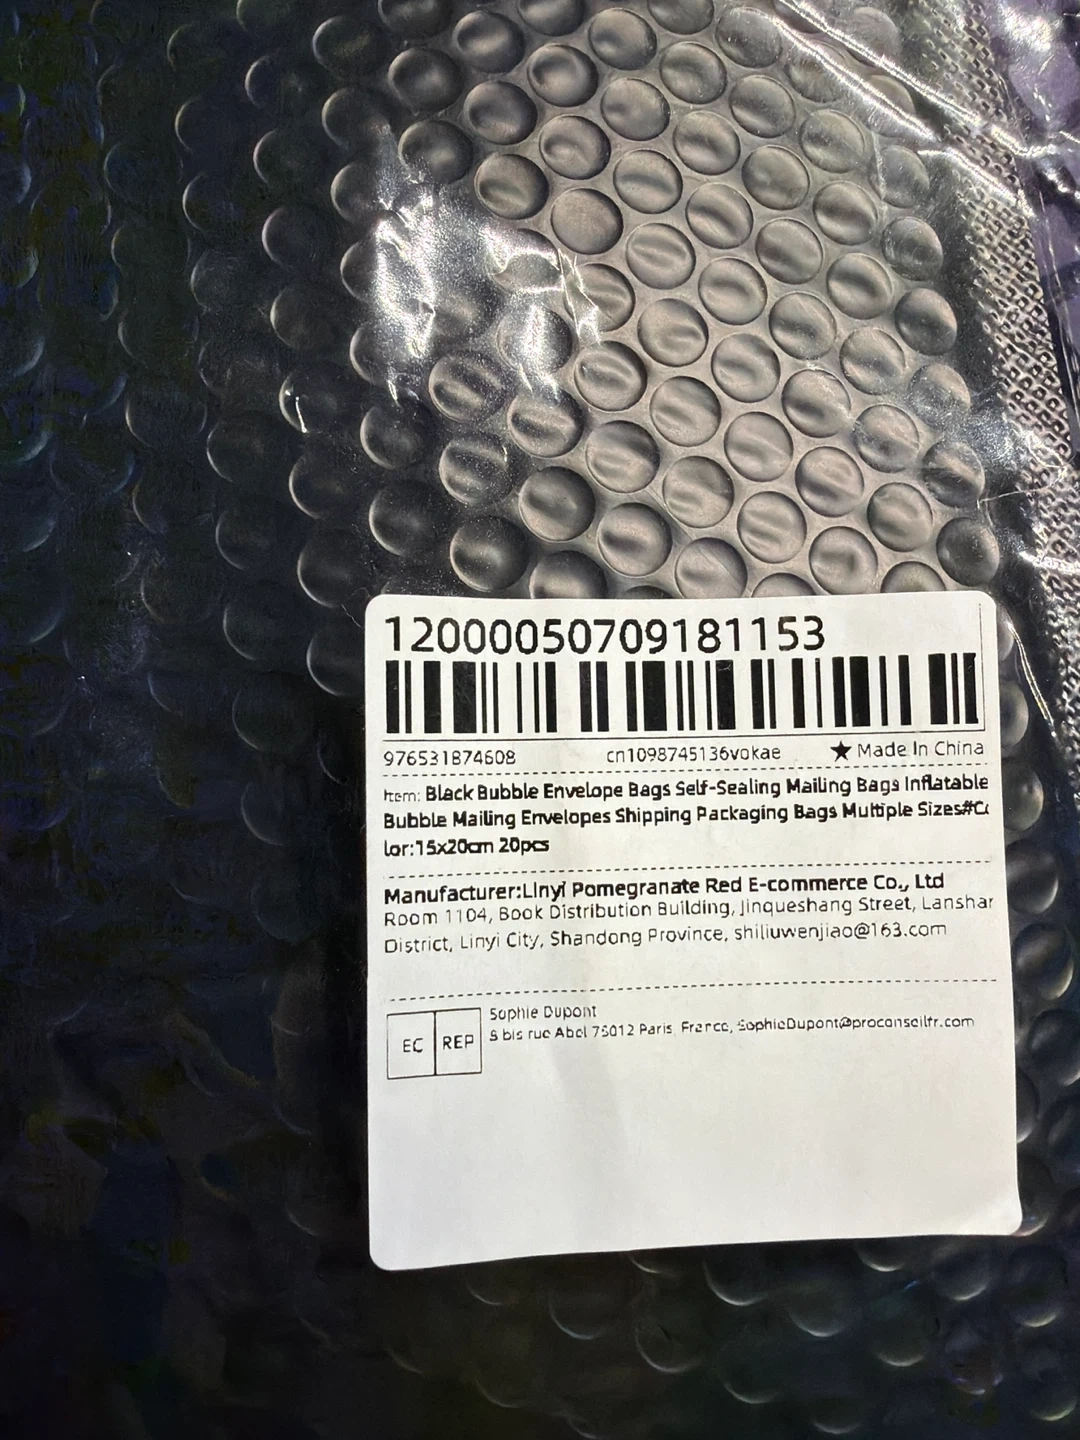 12000050709181153
976531874608 cn1098745136vokae ★ Made In China
Item: Black Bubble Envelope Bags Self-Sealing Mailing Bags Inflatable
Bubble Mailing Envelopes Shipping Packaging Bags Multiple Sizes#Co
lor:15x20cm 20pcs
Manufacturer:Linyi Pomegranate Red E-commerce Co., Ltd
Room 1104, Book Distribution Building, Jinqueshang Street, Lanshan
District, Linyi City, Shandong Province, shiliuwenjiao@163.com
EC REP
Sophie Dupont
bis rue Abel 75012 Paris, France, SophieDupont@proconseilfr.com